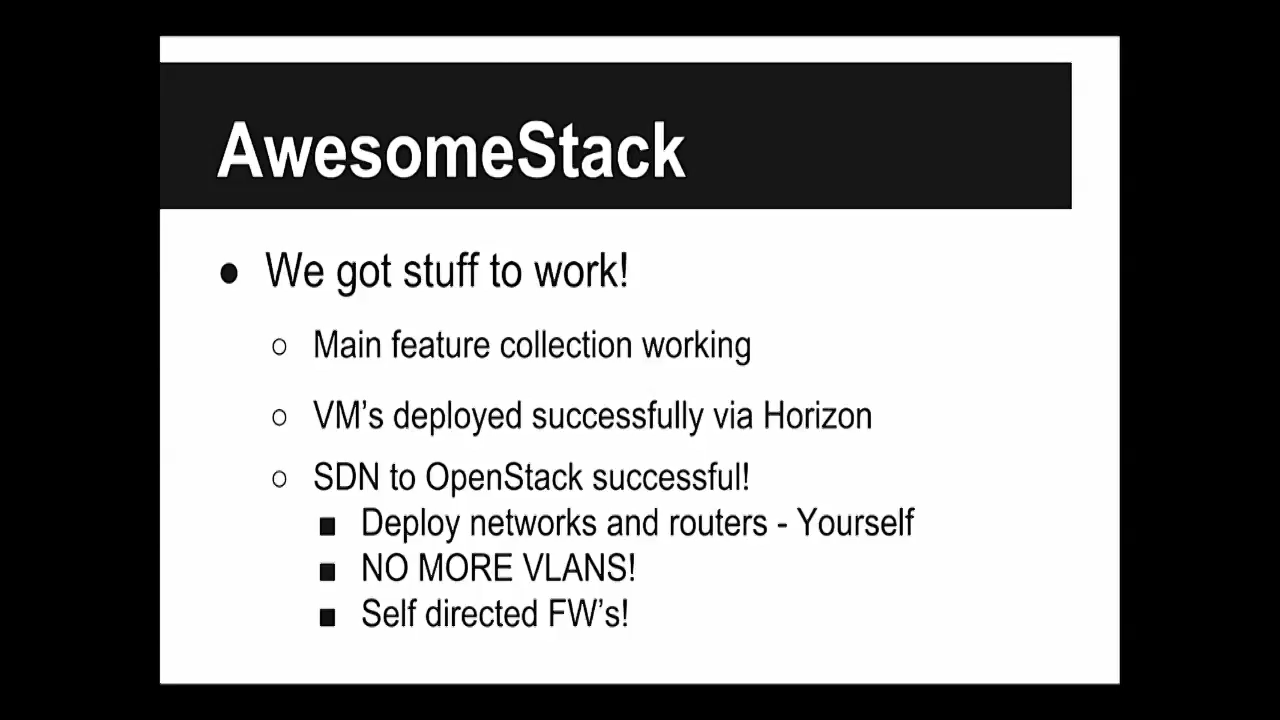 AwesomeStack
● We got stuff to work!
○ Main feature collection working
○ VM’s deployed successfully via Horizon
○ SDN to OpenStack successful!
■ Deploy networks and routers - Yourself
■ NO MORE VLANS!
■ Self directed FW’s!